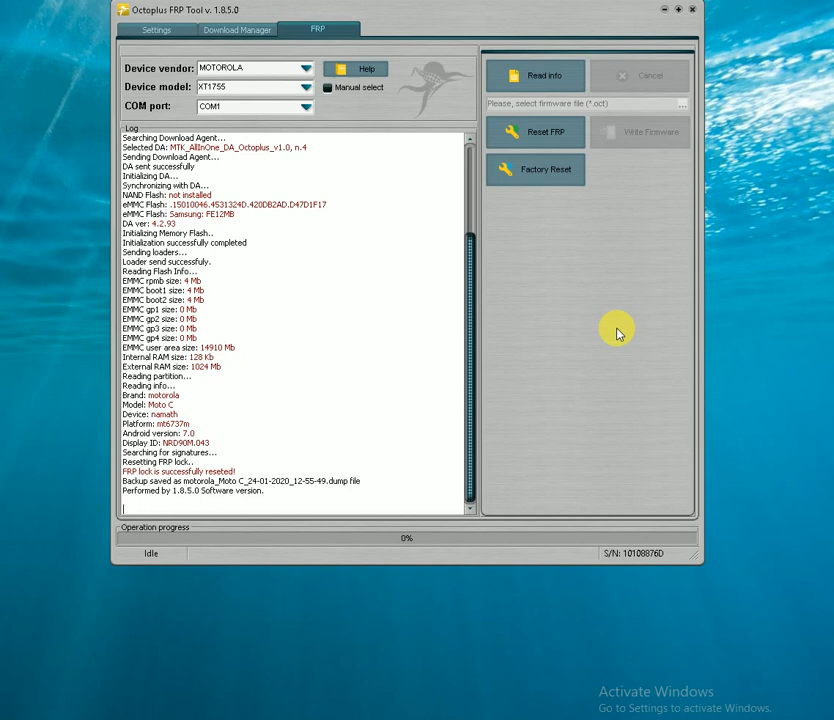 Octoplus FRP Tool v. 1.8.5.0
Settings
Download Manager
FRP
Device vendor:
MOTOROLA
Help
Device model:
XT1755
Manual select
COM port:
COM1
Read info
Cancel
Please, select firmware file (*.oct)
...
Reset FRP
Write Firmware
Factory Reset
Log
Searching Download Agent...
Selected DA: MTK_AllInOne_DA_Octoplus_v1.0, n.4
Sending Download Agent...
DA sent successfully
Initializing DA...
Synchronizing with DA...
NAND Flash: not installed
eMMC Flash: .15010046.4531324D.420DB2AD.D47D1F17
eMMC Flash: Samsung: FE12MB
DA ver: 4.2.93
Initializing Memory Flash..
Initialization successfully completed
Sending loaders...
Loader send successfuly.
Reading Flash Info...
EMMC rpmb size: 4 Mb
EMMC boot1 size: 4 Mb
EMMC boot2 size: 4 Mb
EMMC gp1 size: 0 Mb
EMMC gp2 size: 0 Mb
EMMC gp3 size: 0 Mb
EMMC gp4 size: 0 Mb
EMMC user area size: 14910 Mb
Internal RAM size: 128 Kb
External RAM size: 1024 Mb
Reading partition...
Reading info...
Brand: motorola
Model: Moto C
Device: namath
Platform: mt6737m
Android version: 7.0
Display ID: NRD90M.043
Searching for signatures...
Resetting FRP lock..
FRP lock is successfully reseted!
Backup saved as motorola_Moto C_24-01-2020_12-55-49.dump file
Performed by 1.8.5.0 Software version.
Operation progress
0%
Idle
S/N: 10108876D
Activate Windows
Go to Settings to activate Windows.